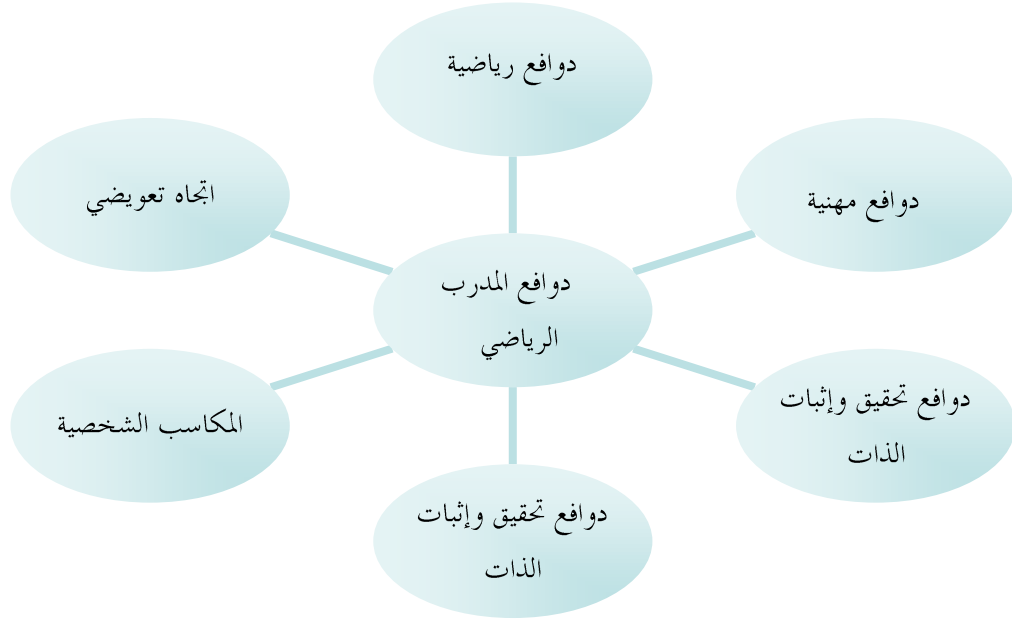 دوافع رياضية
دوافع مهنية
اتجاه تعويضي
دوافع المدرب
الرياضي
دوافع تحقيق وإثبات
الذات
المكاسب الشخصية
دوافع تحقيق وإثبات
الذات